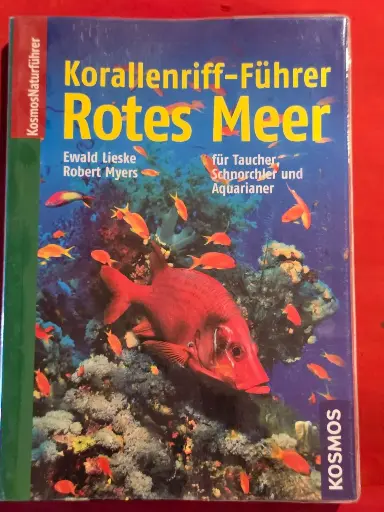 KosmosNaturführer
Korallenriff-Führer
Rotes Meer
Ewald Lieske
Robert Myers
für Taucher,
Schnorchler und
Aquarianer
KOSMOS